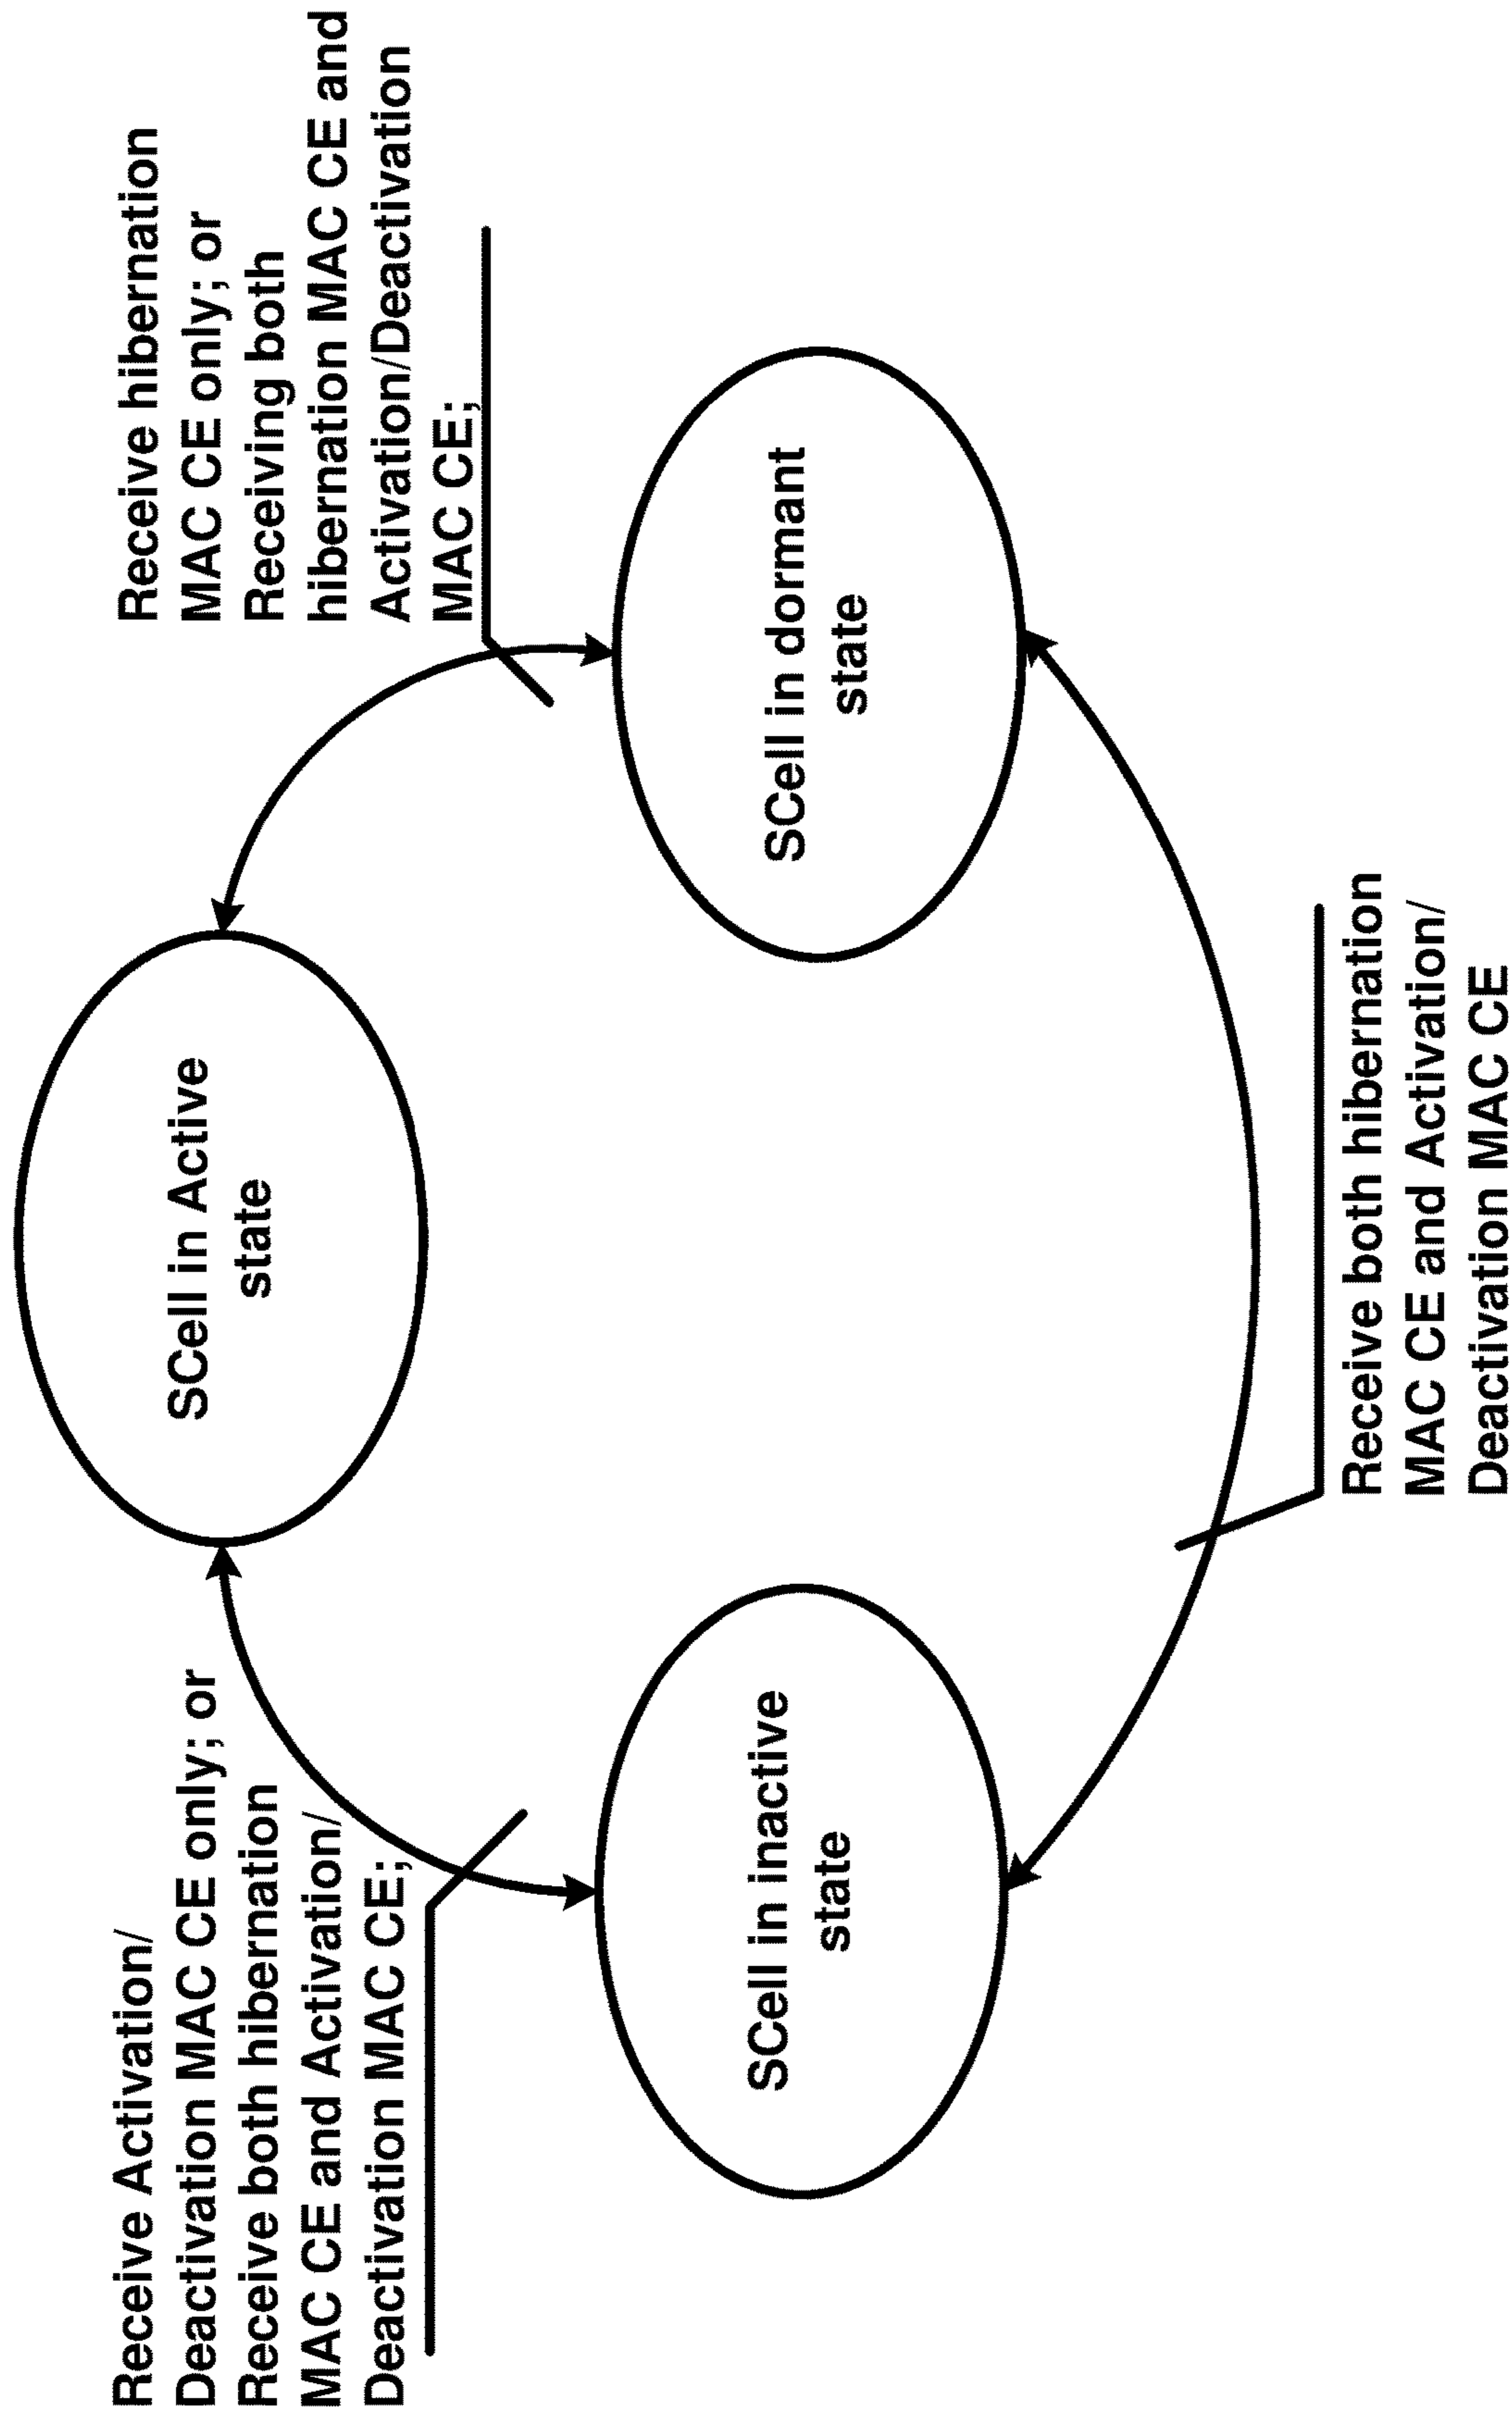 Receive Activation/
Deactivation MAC CE only; or
Receive both hibernation
MAC CE and Activation/
Deactivation MAC CE;
SCell in Active
state
Receive hibernation
MAC CE only; or
Receiving both
hibernation MAC CE and
Activation/Deactivation
MAC CE;
SCell in inactive
state
SCell in dormant
state
Receive both hibernation
MAC CE and Activation/
Deactivation MAC CE